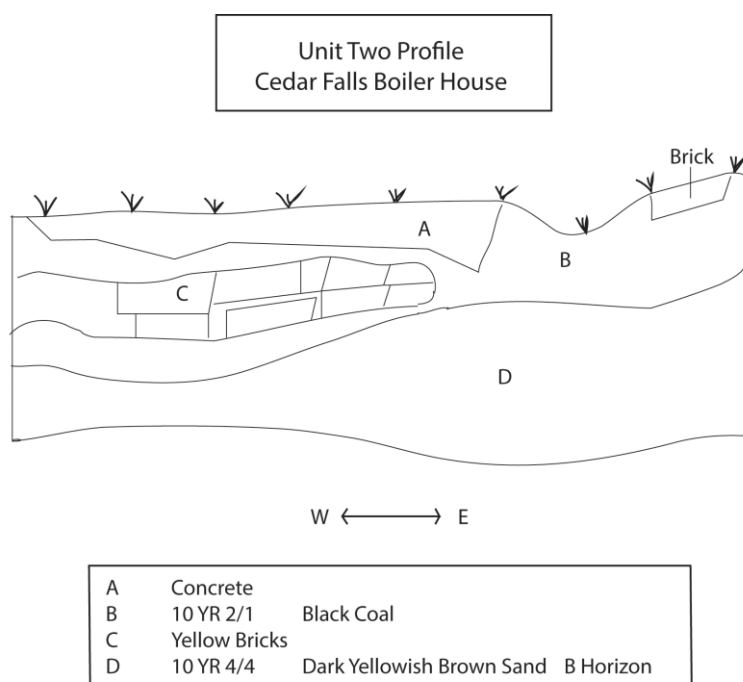 Unit Two Profile
Cedar Falls Boiler House
Brick
A
B
C
D
W E
A Concrete
B 10 YR 2/1 Black Coal
C Yellow Bricks
D 10 YR 4/4 Dark Yellowish Brown Sand B Horizon